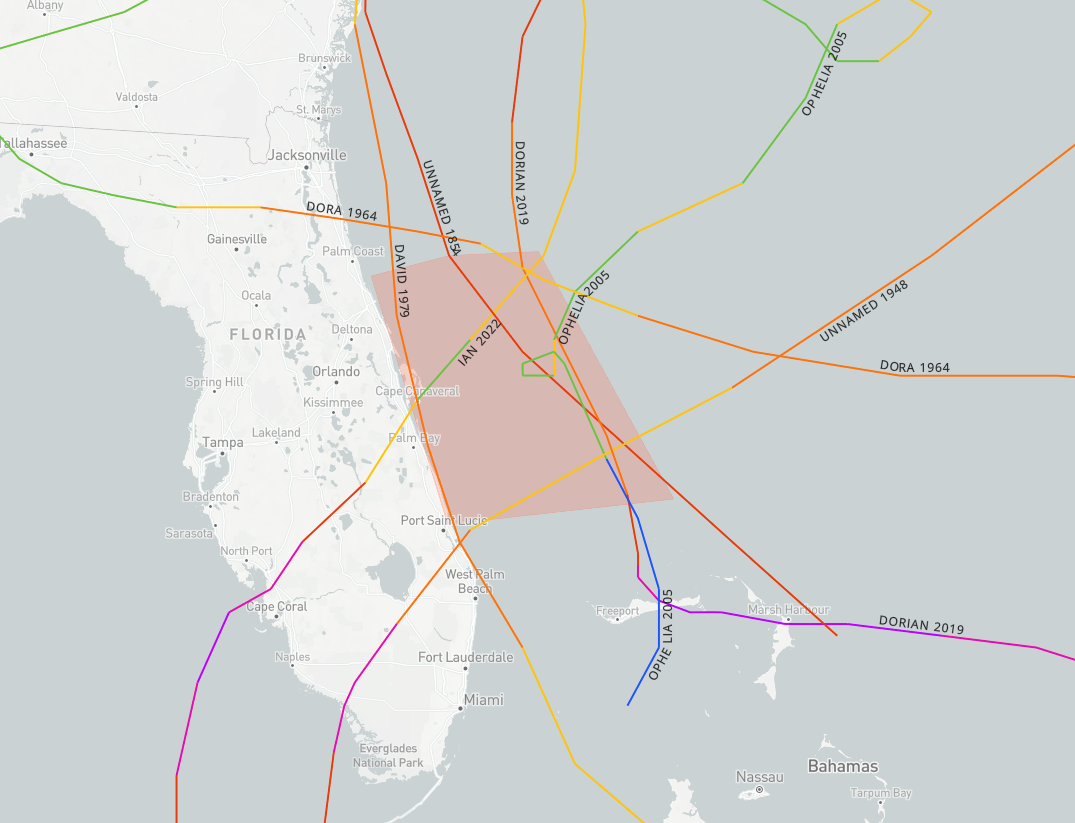 Albany
Brunswick
OPHELIA 2005
Valdosta
St. Marys
Tallahassee
Jacksonville
DORIAN 2019
UNNAMED 1854
DORA 1964
Gainesville
Palm Coast
DAVID 1979
OPHELIA 2005
Ocala
UNNAMED 1948
FLORIDA
Deltona
IAN 2022
Orlando
DORA 1964
Spring Hill
Cape Canaveral
Kissimmee
Lakeland
Tampa
Palm Bay
Bradenton
Port Saint Lucie
Sarasota
North Port
West Palm
Beach
Cape Coral
Freeport
Marsh Harbour
OPHE LIA 2005
DORIAN 2019
Naples
Fort Lauderdale
Miami
Everglades
National Park
Bahamas
Nassau
Tarpum Bay